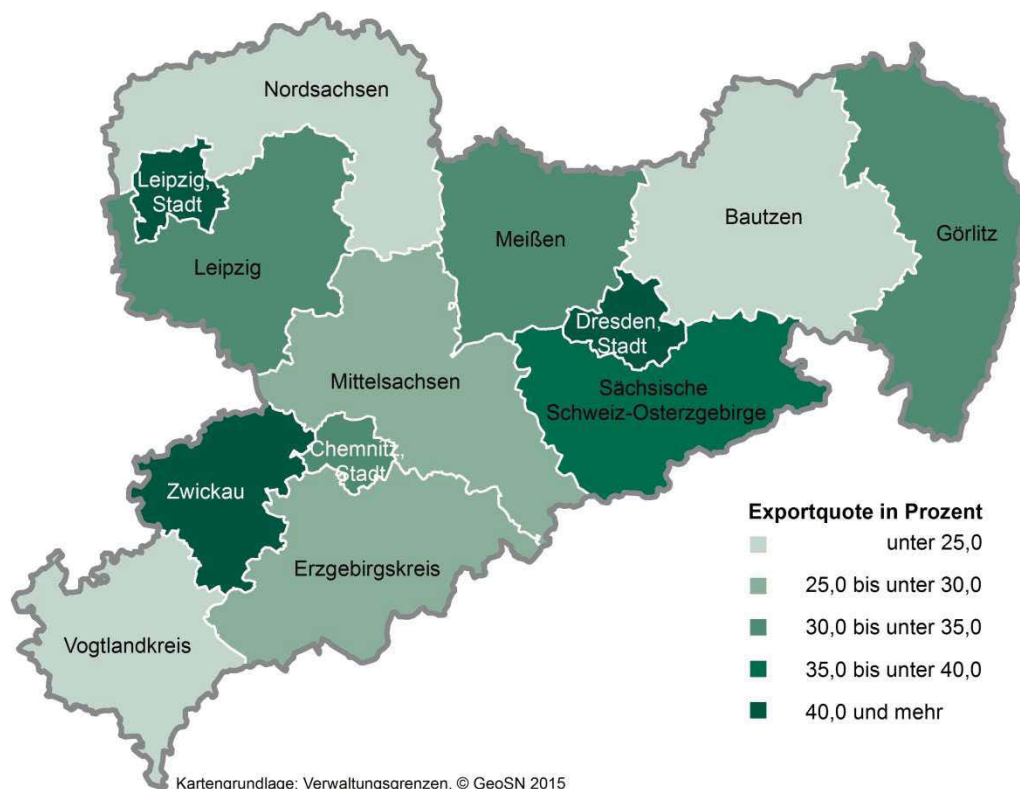 Nordsachsen
Leipzig,
Stadt
Leipzig
Meißen
Bautzen
Görlitz
Dresden,
Stadt
Mittelsachsen
Sächsische
Schweiz-Osterzgebirge
Chemnitz,
Stadt
Zwickau
Erzgebirgskreis
Vogtlandkreis
Exportquote in Prozent
unter 25,0
25,0 bis unter 30,0
30,0 bis unter 35,0
35,0 bis unter 40,0
40,0 und mehr
Kartengrundlage: Verwaltungsgrenzen, © GeoSN 2015